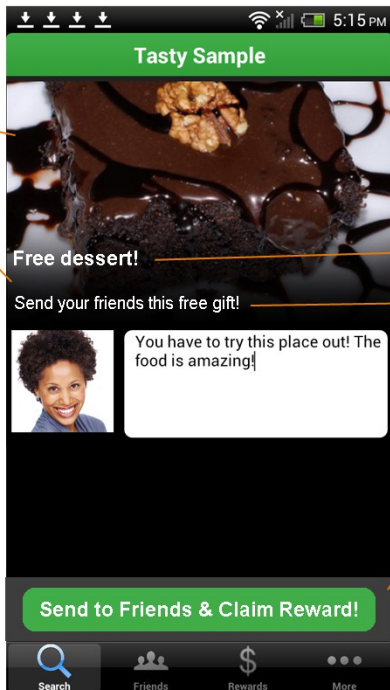 5:15 PM
Tasty Sample
Free dessert!
Send your friends this free gift!
You have to try this place out! The
food is amazing!
Send to Friends & Claim Reward!
Search
Friends
Rewards
More